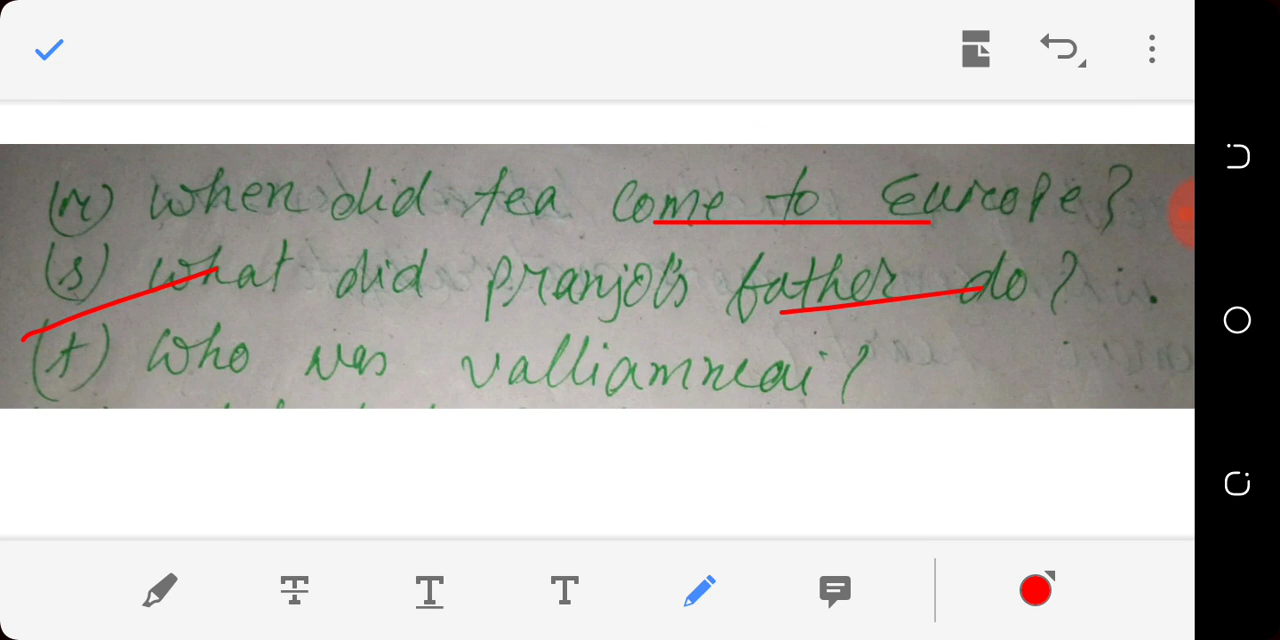 (r) When did tea come to Europe?
(s) what did pranjol's father do?
(t) Who was valliammai?